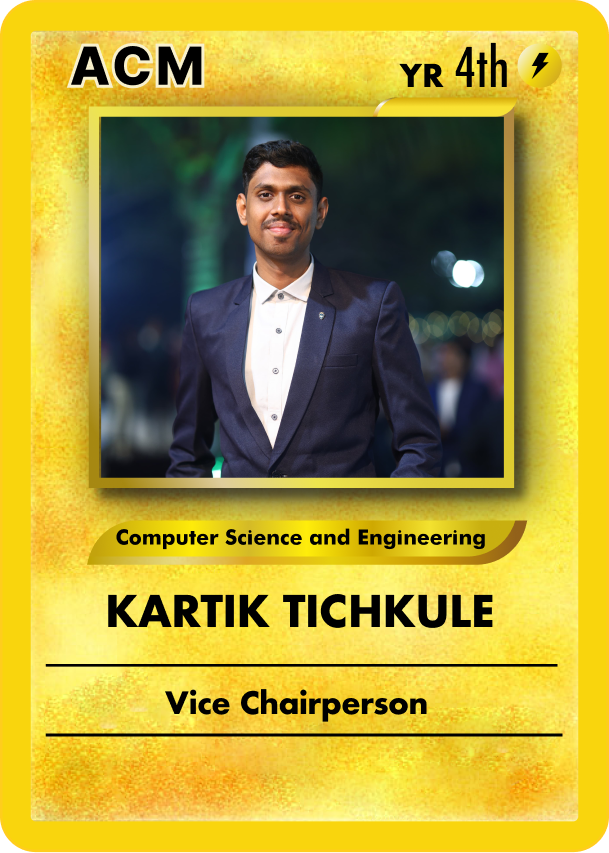 ACM
YR 4th
Computer Science and Engineering
KARTIK TICHKULE
Vice Chairperson